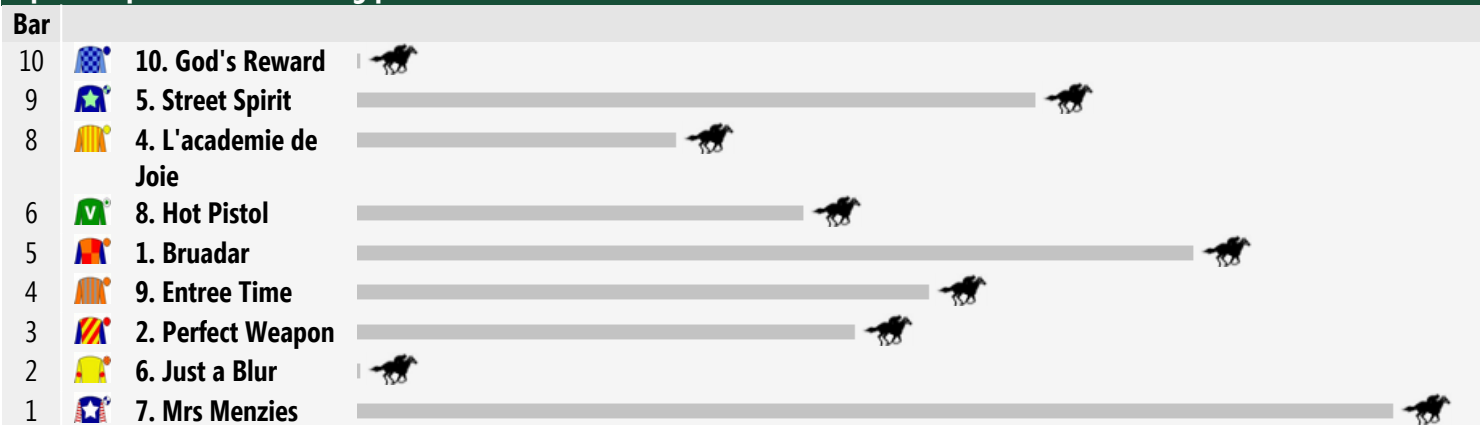 Bar
10 10. God's Reward
9 5. Street Spirit
8 4. L'academie de
Joie
6 V 8. Hot Pistol
5 1. Bruadar
4 9. Entree Time
3 2. Perfect Weapon
2 6. Just a Blur
1 7. Mrs Menzies